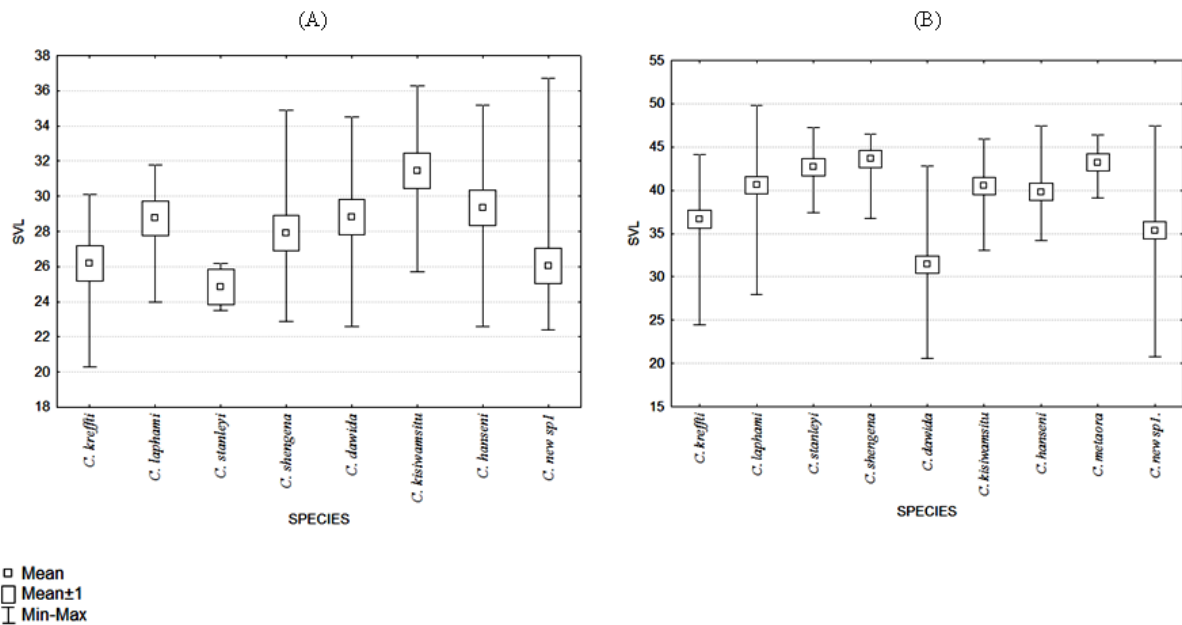 (A)
38
36
34
32
30
28
26
24
22
20
18
SVL
C. kreffti
C. laphami
C. stanleyi
C. shengena
C. dawida
C. kisiwamsitu
C. hanseni
C. new sp1
SPECIES
(B)
55
50
45
40
35
30
25
20
15
SVL
C. kreffti
C. laphami
C. stanleyi
C. shengena
C. dawida
C. kisiwamsitu
C. hanseni
C. metaora
C. new sp1.
SPECIES
Mean
Mean±1
Min-Max